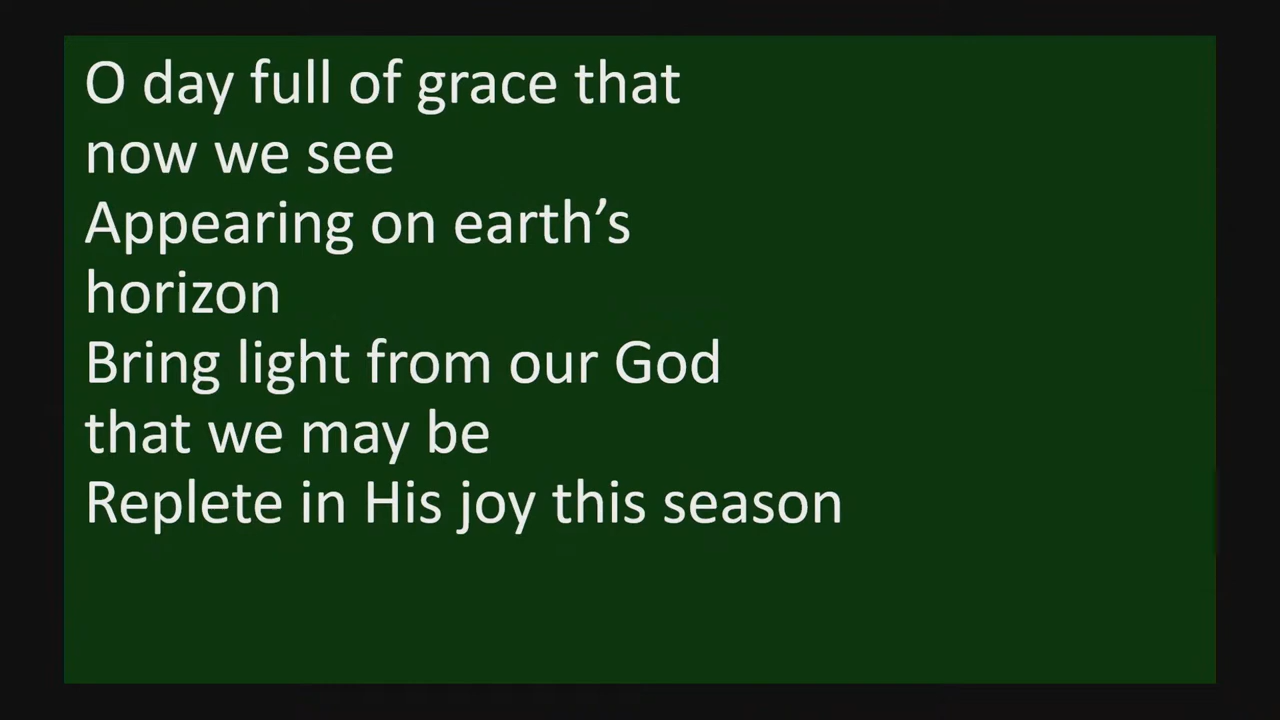 O day full of grace that
now we see
Appearing on earth’s
horizon
Bring light from our God
that we may be
Replete in His joy this season